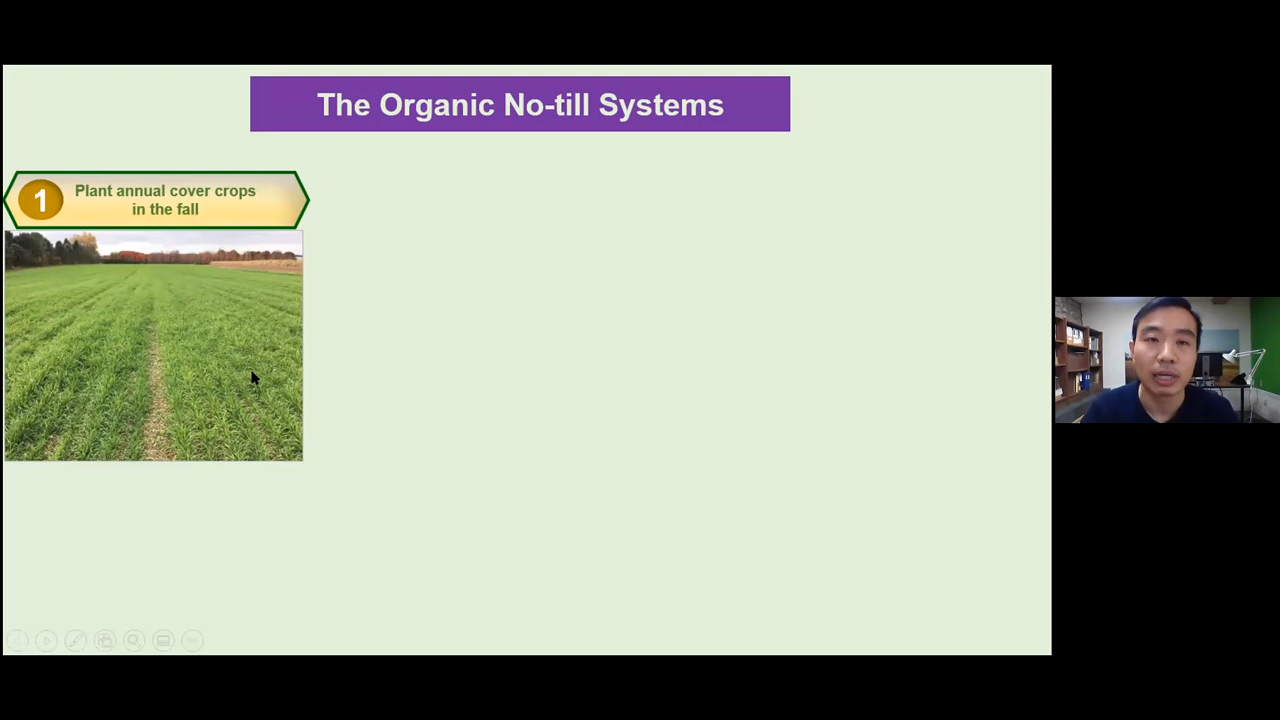 The Organic No-till Systems
1
Plant annual cover crops
in the fall